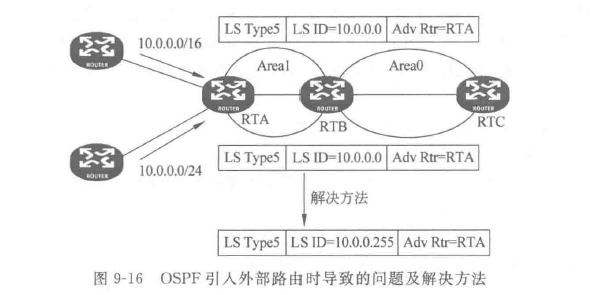 LS Type5 LS ID=10.0.0.0 Adv Rtr=RTA
10.0.0.0/16
ROUTER
Area1
Area0
ROUTER
ROUTER
ROUTER
RTA
RTB
RTC
ROUTER
10.0.0.0/24
LS Type5 LS ID=10.0.0.0 Adv Rtr=RTA
解决方法
LS Type5 LS ID=10.0.0.255 Adv Rtr=RTA
图 9-16 OSPF 引入外部路由时导致的问题及解决方法